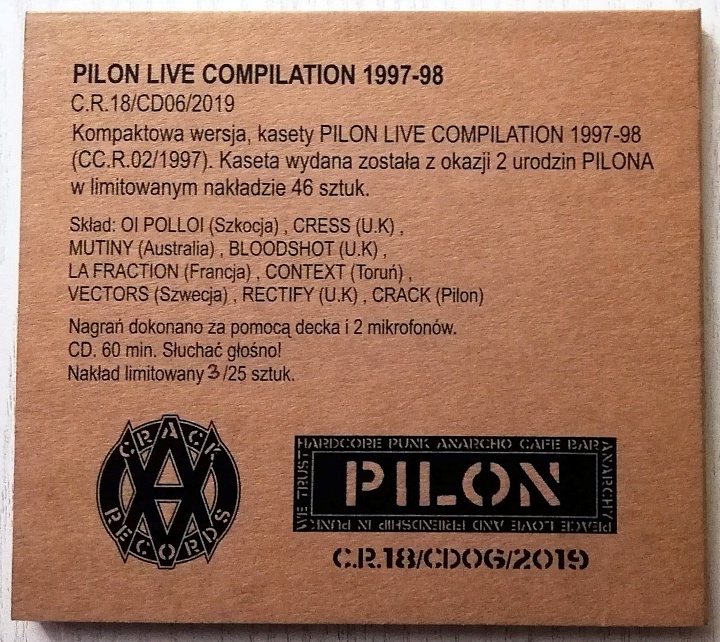 PILON LIVE COMPILATION 1997-98
C.R.18/CD06/2019
Kompaktowa wersja, kasety PILON LIVE COMPILATION 1997-98
(CC.R.02/1997). Kaseta wydana została z okazji 2 urodzin PILONA
w limitowanym nakładzie 46 sztuk.
Skład: OI POLLOI (Szkocja) , CRESS (U.K) ,
MUTINY (Australia) , BLOODSHOT (U.K) ,
LA FRACTION (Francja) , CONTEXT (Toruń) ,
VECTORS (Szwecja) , RECTIFY (U.K) , CRACK (Pilon)
Nagrań dokonano za pomocą decka i 2 mikrofonów.
CD. 60 min. Słuchać głośno!
Nakład limitowany 3 /25 sztuk.
CRACK
RECORDS
HARDCORE PUNK ANARCHO CAFE BAR
ANARCHY
PILON
PEACE LOVE AND FRIENDSHIP IN PUNK
WE TRUST
C.R.18/CD06/2019